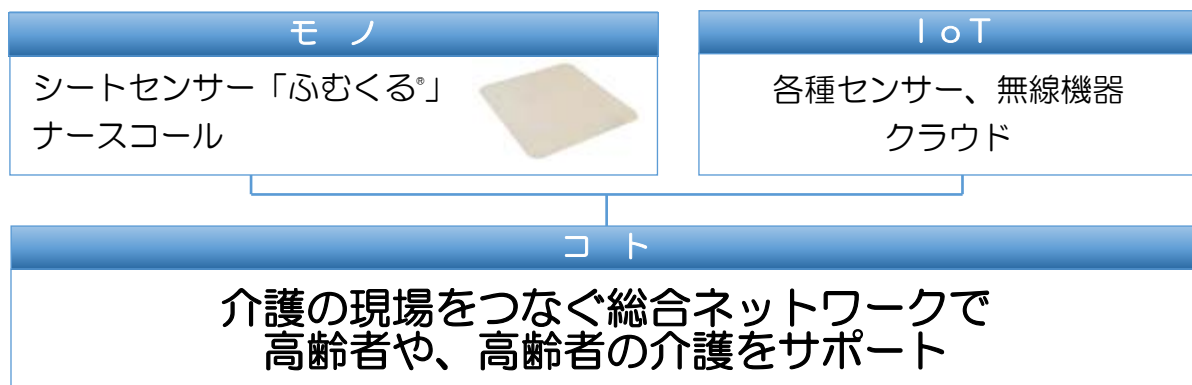 モノ
シートセンサー「ふむくる®」
ナースコール
IoT
各種センサー、無線機器
クラウド
コト
介護の現場をつなぐ総合ネットワークで
高齢者や、高齢者の介護をサポート